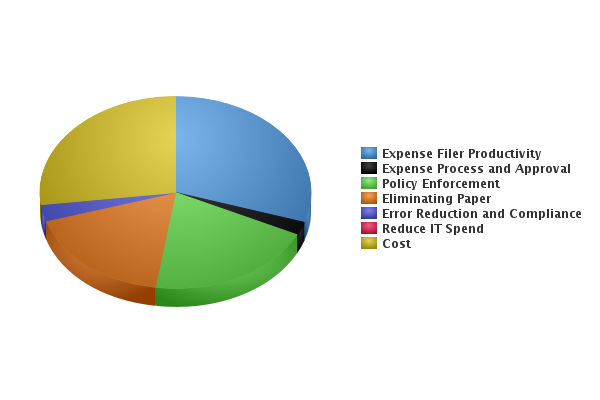 Expense Filer Productivity
Expense Process and Approval
Policy Enforcement
Eliminating Paper
Error Reduction and Compliance
Reduce IT Spend
Cost